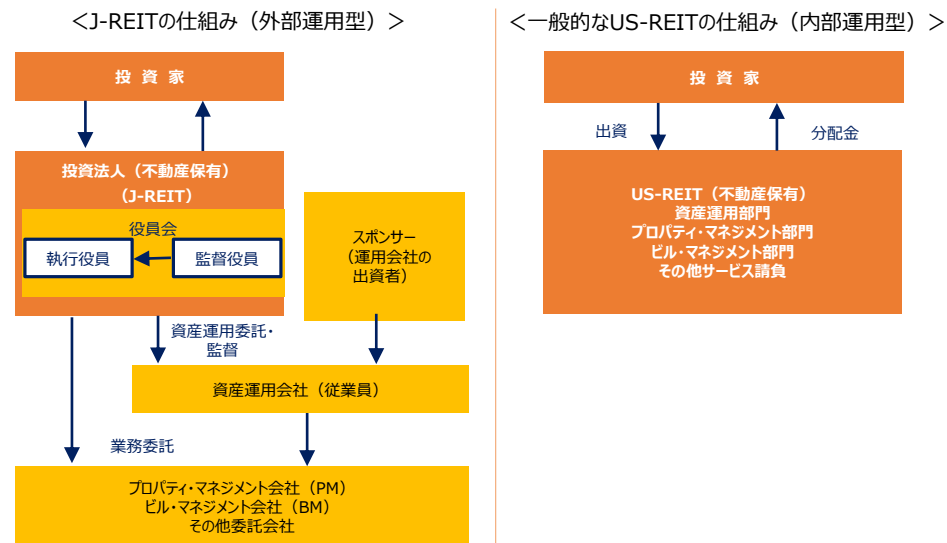 ＜J-REITの仕組み（外部運用型）＞
投 資 家
投資法人（不動産保有）
（J-REIT）
役員会
執行役員
監督役員
スポンサー
（運用会社の
出資者）
資産運用委託・
監督
資産運用会社（従業員）
業務委託
プロパティ・マネジメント会社（PM）
ビル・マネジメント会社（BM）
その他委託会社
＜一般的なUS-REITの仕組み（内部運用型）＞
投 資 家
出資
分配金
US-REIT（不動産保有）
資産運用部門
プロパティ・マネジメント部門
ビル・マネジメント部門
その他サービス請負